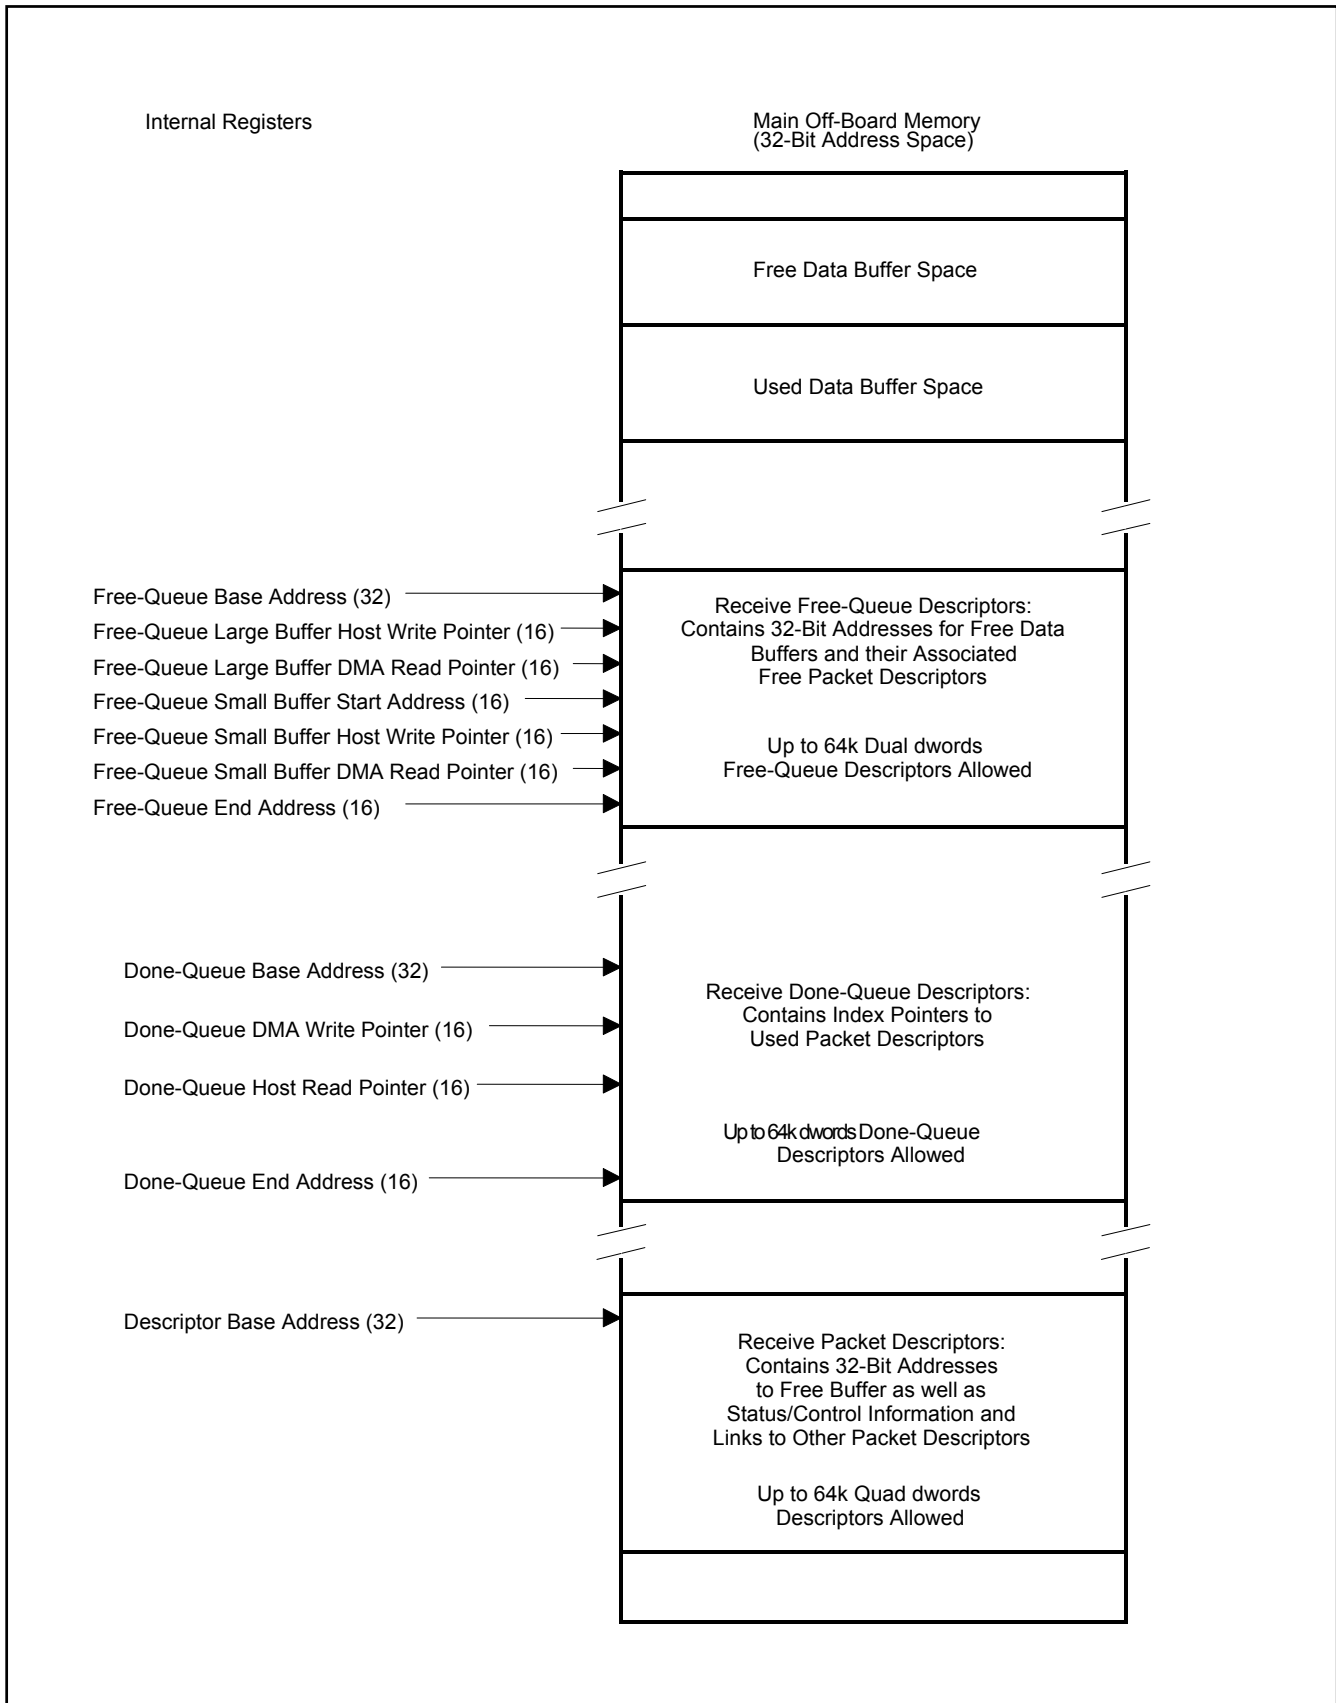 Internal Registers
Main Off-Board Memory
(32-Bit Address Space)
Free Data Buffer Space
Used Data Buffer Space
Free-Queue Base Address (32)
Free-Queue Large Buffer Host Write Pointer (16)
Free-Queue Large Buffer DMA Read Pointer (16)
Free-Queue Small Buffer Start Address (16)
Free-Queue Small Buffer Host Write Pointer (16)
Free-Queue Small Buffer DMA Read Pointer (16)
Free-Queue End Address (16)
Receive Free-Queue Descriptors:
Contains 32-Bit Addresses for Free Data
Buffers and their Associated
Free Packet Descriptors
Up to 64k Dual dwords
Free-Queue Descriptors Allowed
Done-Queue Base Address (32)
Done-Queue DMA Write Pointer (16)
Done-Queue Host Read Pointer (16)
Done-Queue End Address (16)
Receive Done-Queue Descriptors:
Contains Index Pointers to
Used Packet Descriptors
Up to 64k dwords Done-Queue
Descriptors Allowed
Descriptor Base Address (32)
Receive Packet Descriptors:
Contains 32-Bit Addresses
to Free Buffer as well as
Status/Control Information and
Links to Other Packet Descriptors
Up to 64k Quad dwords
Descriptors Allowed